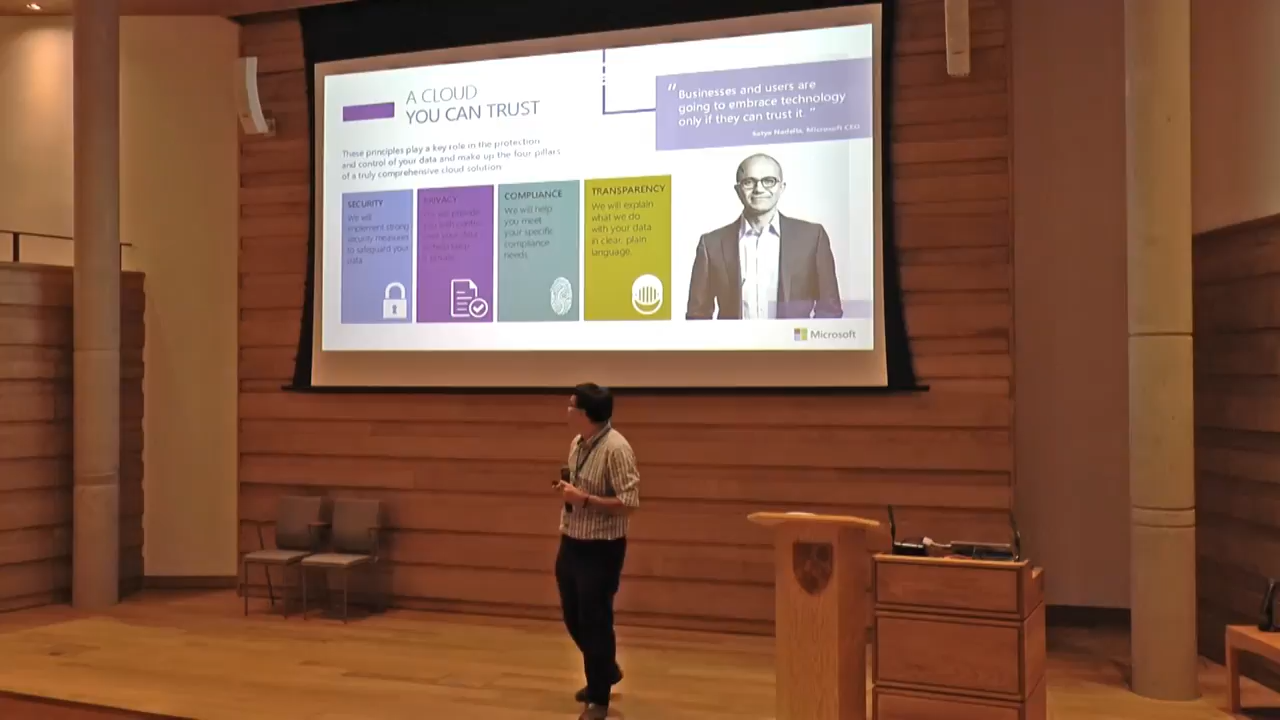 A CLOUD
YOU CAN TRUST
“Businesses and users are
going to embrace technology
only if they can trust it.”
Satya Nadella, Microsoft CEO
These principles play a key role in the protection
and control of your data and make up the four pillars
of a truly comprehensive cloud solution
SECURITY
We will
implement strong
security measures
to safeguard your
data
PRIVACY
COMPLIANCE
We will help
you meet
your specific
compliance
needs.
TRANSPARENCY
We will explain
what we do
with your data
in clear, plain
language.
Microsoft